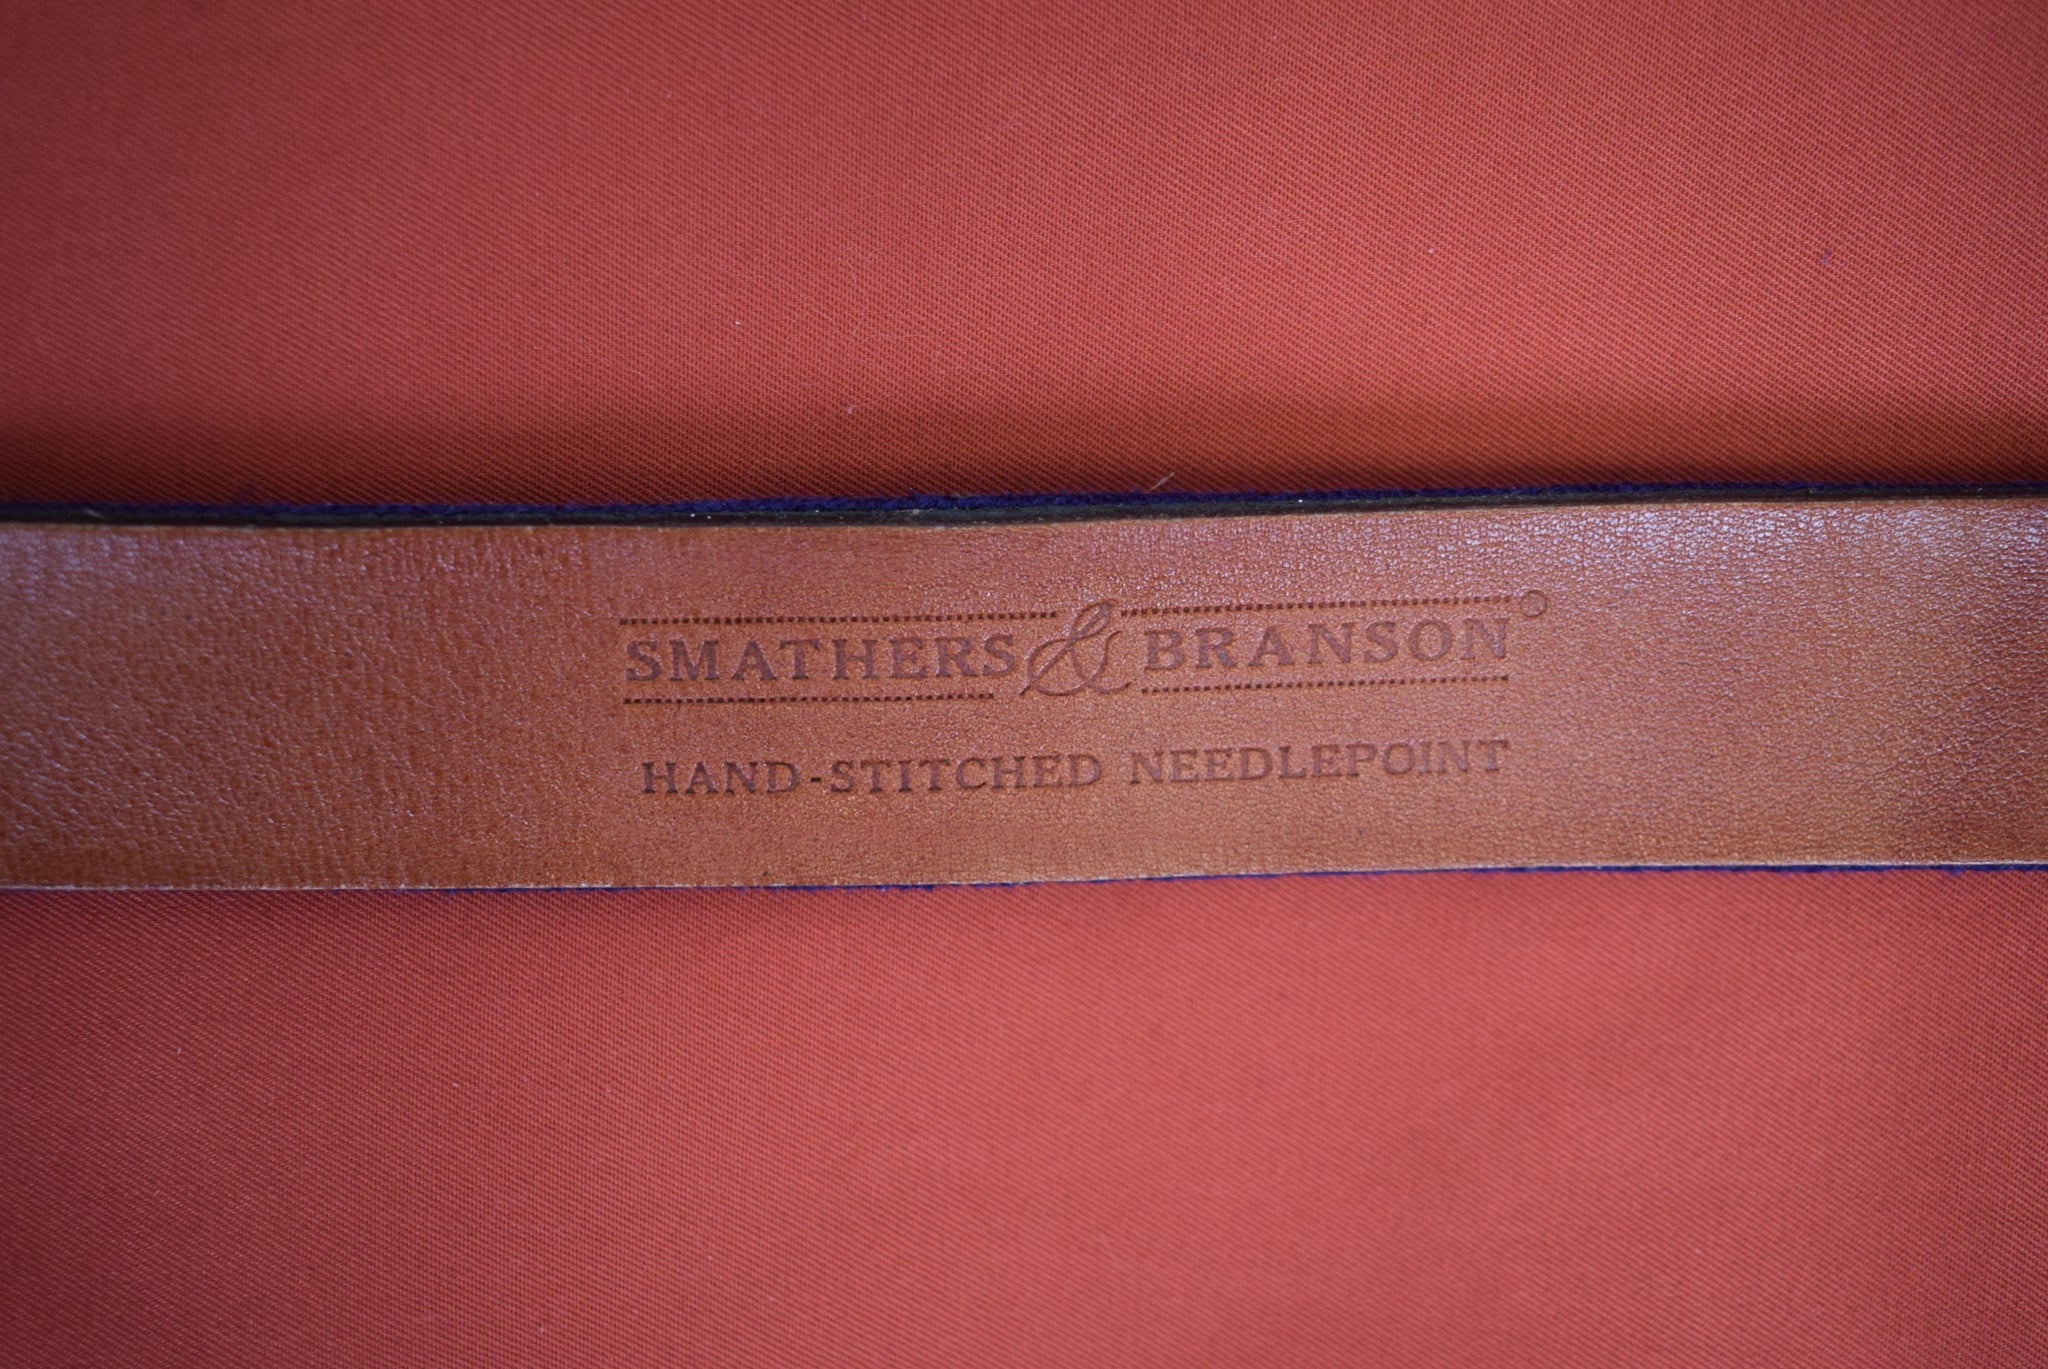 SMATHERS & BRANSON
HAND-STITCHED NEEDLEPOINT